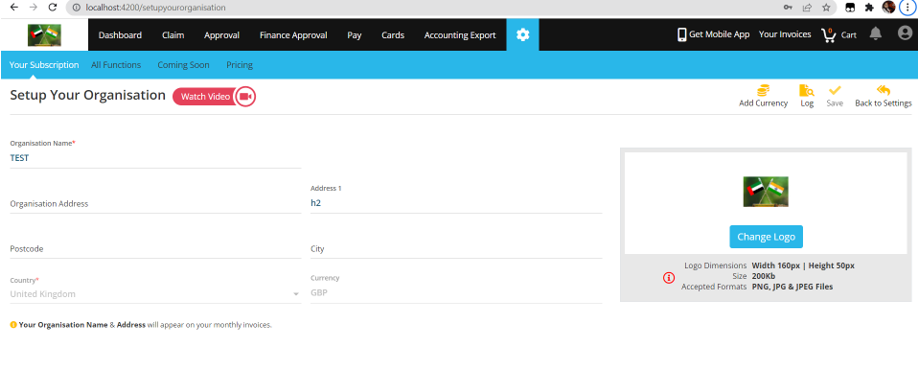 localhost:4200/setupyourorganisation
Dashboard Claim Approval Finance Approval Pay Cards Accounting Export Get Mobile App Your Invoices 0 Cart
Your Subscription All Functions Coming Soon Pricing
Setup Your Organisation Watch Video Add Currency Log Save Back to Settings
Organisation Name*
TEST
Organisation Address
Address 1
h2
Postcode
City
Country*
United Kingdom
Currency
GBP
Your Organisation Name & Address will appear on your monthly invoices.
Change Logo
Logo Dimensions Width 160px | Height 50px
Size 200Kb
Accepted Formats PNG, JPG & JPEG Files